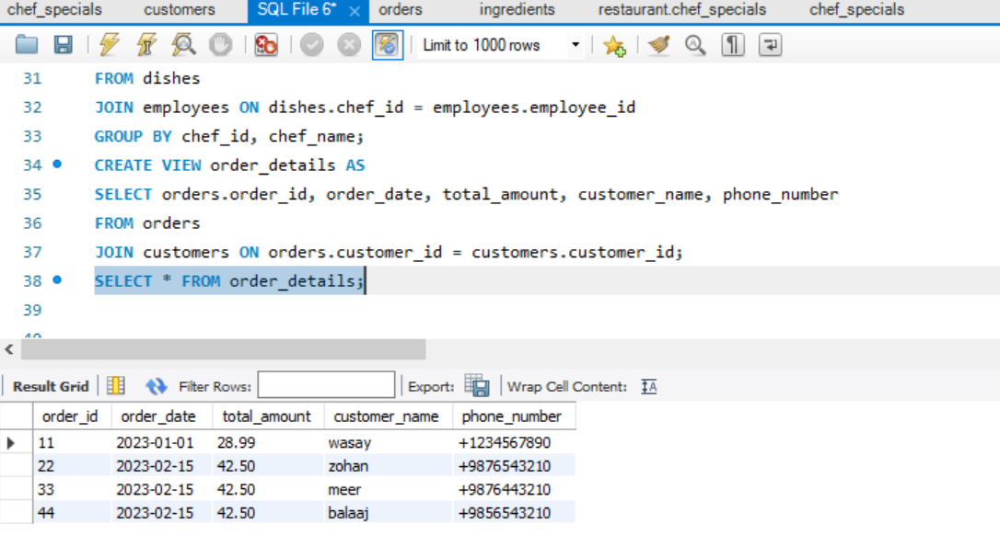 chef_specials customers SQL File 6* orders ingredients restaurant.chef_specials chef_specials
Limit to 1000 rows
31 FROM dishes
32 JOIN employees ON dishes.chef_id = employees.employee_id
33 GROUP BY chef_id, chef_name;
34 CREATE VIEW order_details AS
35 SELECT orders.order_id, order_date, total_amount, customer_name, phone_number
36 FROM orders
37 JOIN customers ON orders.customer_id = customers.customer_id;
38 SELECT * FROM order_details;
39
Result Grid Filter Rows: Export: Wrap Cell Content:
order_id order_date total_amount customer_name phone_number
11 2023-01-01 28.99 wasay +1234567890
22 2023-02-15 42.50 zohan +9876543210
33 2023-02-15 42.50 meer +9876443210
44 2023-02-15 42.50 balaaj +9856543210